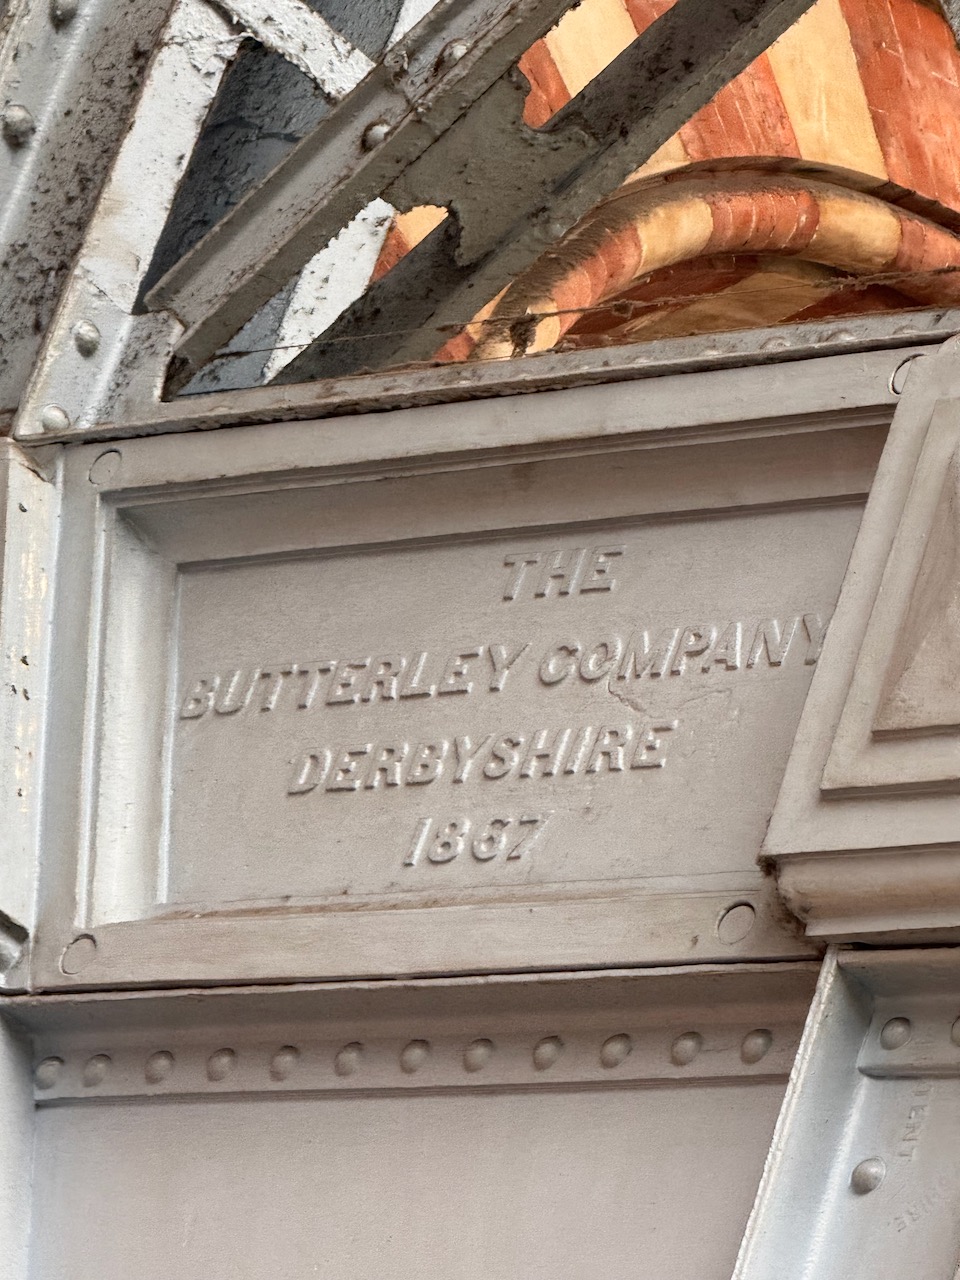 THE
BUTTERLEY COMPANY
DERBYSHIRE
1867